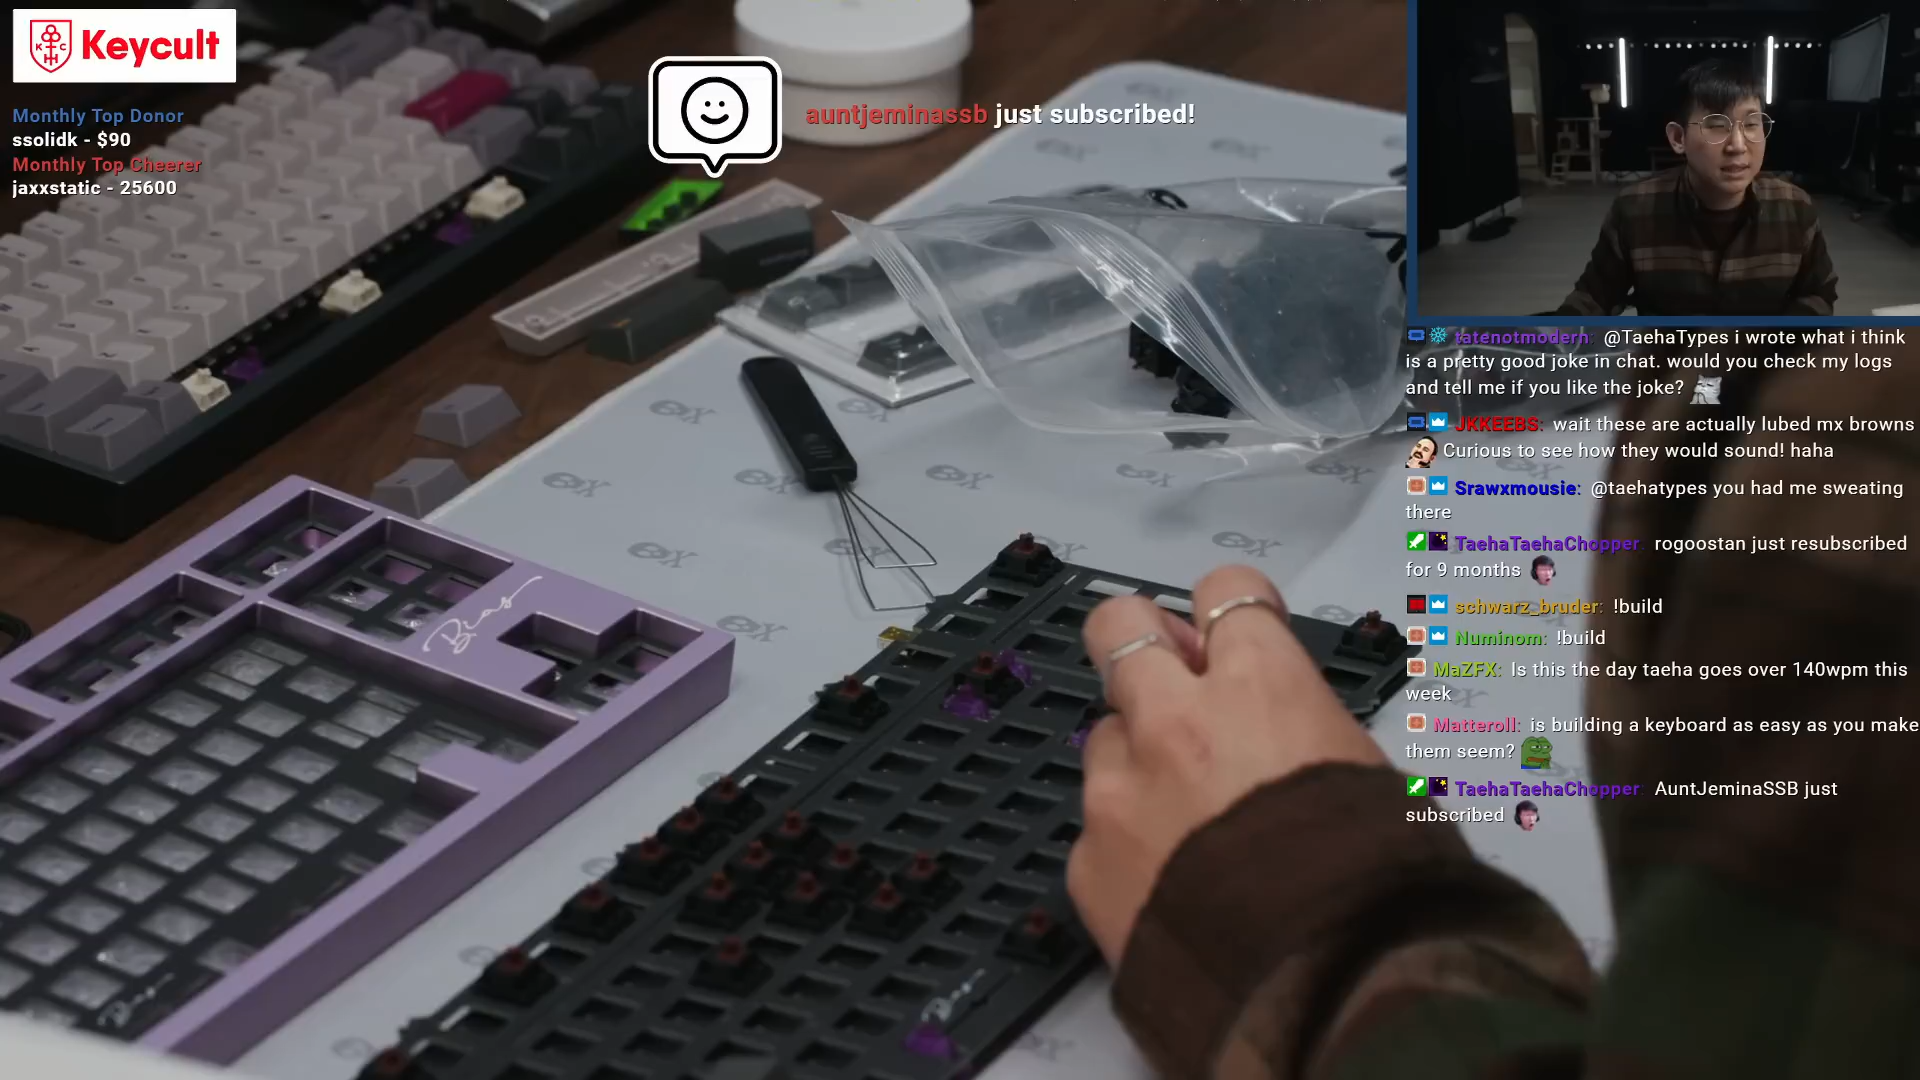 Keycult
KTC
Monthly Top Donor
ssolidk - $90
Monthly Top Cheerer
jaxxstatic - 25600
auntjeminassb just subscribed!
tatenotmodern: @TaehaTypes i wrote what i think
is a pretty good joke in chat. would you check my logs
and tell me if you like the joke?
JKKEEBS: wait these are actually lubed mx browns
Curious to see how they would sound! haha
Srawxmousie: @taehatypes you had me sweating
there
TaehaTaehaChopper: rogoostan just resubscribed
for 9 months
schwarz_bruder: !build
Numinom: !build
MaZFX: Is this the day taeha goes over 140wpm this
week
Matteroll: is building a keyboard as easy as you make
them seem?
TaehaTaehaChopper: AuntJeminaSSB just
subscribed